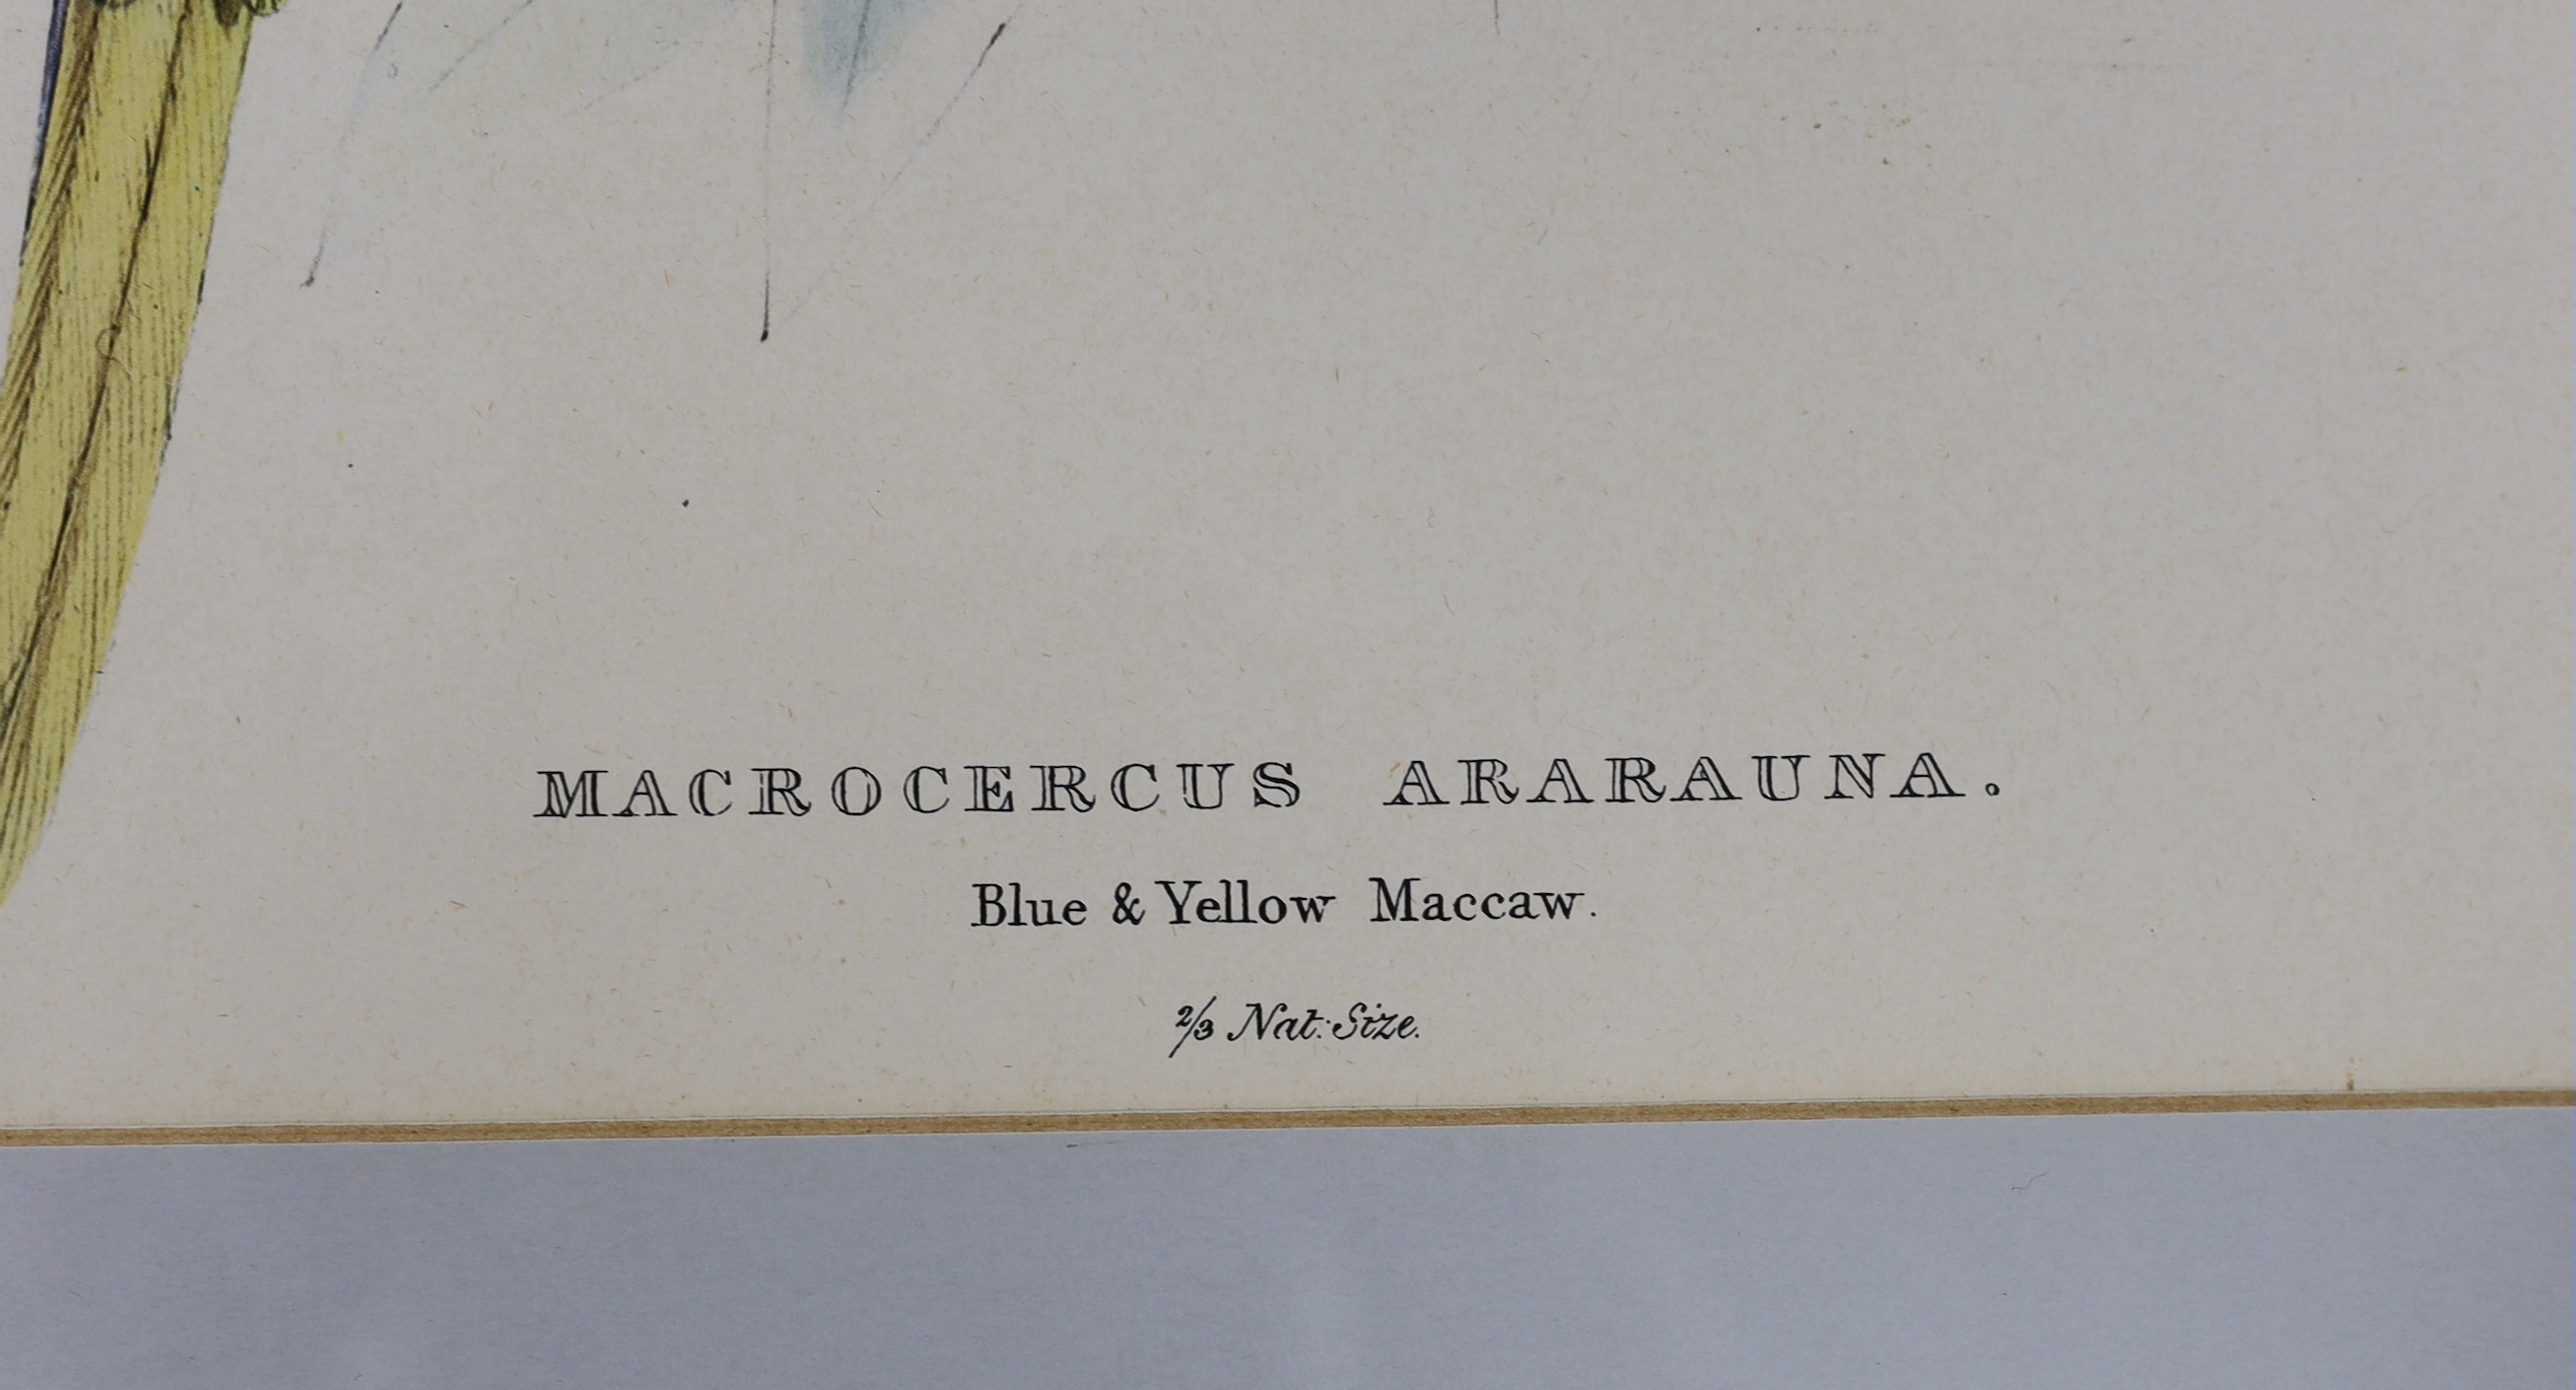 MACROCERCUS ARARAUNA.
Blue & Yellow Maccaw.
2/3 Nat: Size.